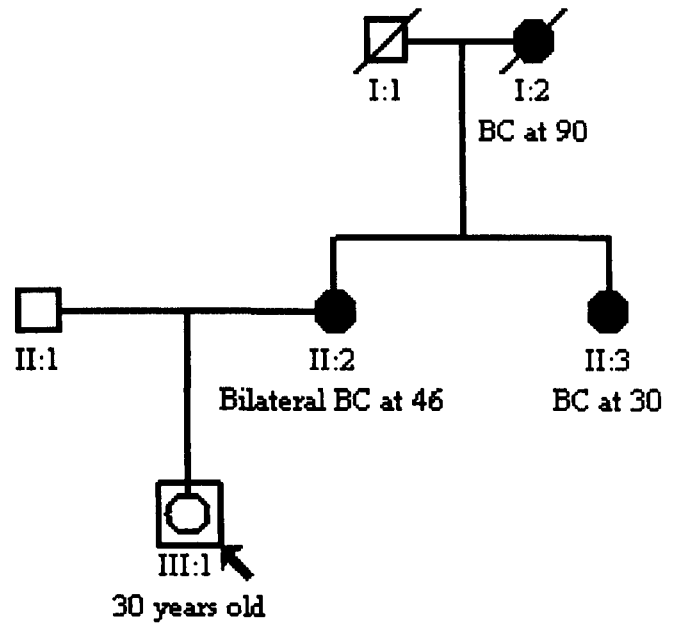 I:1
I:2
BC at 90
II:1
II:2
II:3
Bilateral BC at 46
BC at 30
III:1
30 years old